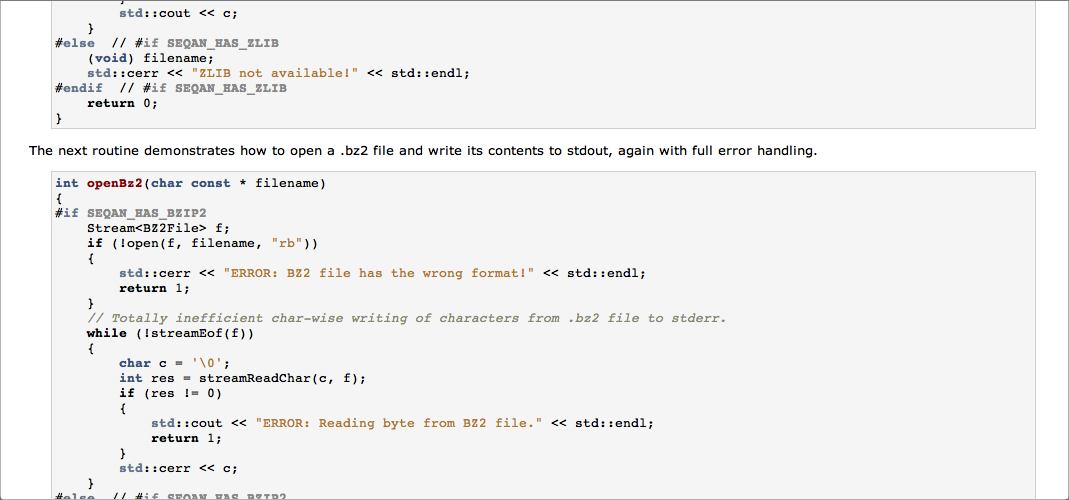 }
std::cout << c;
}
#else // #if SEQAN_HAS_ZLIB
(void) filename;
std::cerr << "ZLIB not available!" << std::endl;
#endif // #if SEQAN_HAS_ZLIB
return 0;
}
The next routine demonstrates how to open a .bz2 file and write its contents to stdout, again with full error handling.
int openBz2(char const * filename)
{
#if SEQAN_HAS_BZIP2
Stream<BZ2File> f;
if (!open(f, filename, "rb"))
{
std::cerr << "ERROR: BZ2 file has the wrong format!" << std::endl;
return 1;
}
// Totally inefficient char-wise writing of characters from .bz2 file to stderr.
while (!streamEof(f))
{
char c = '\0';
int res = streamReadChar(c, f);
if (res != 0)
{
std::cout << "ERROR: Reading byte from BZ2 file." << std::endl;
return 1;
}
std::cerr << c;
}
#else // #if SEQAN_HAS_BZIP2